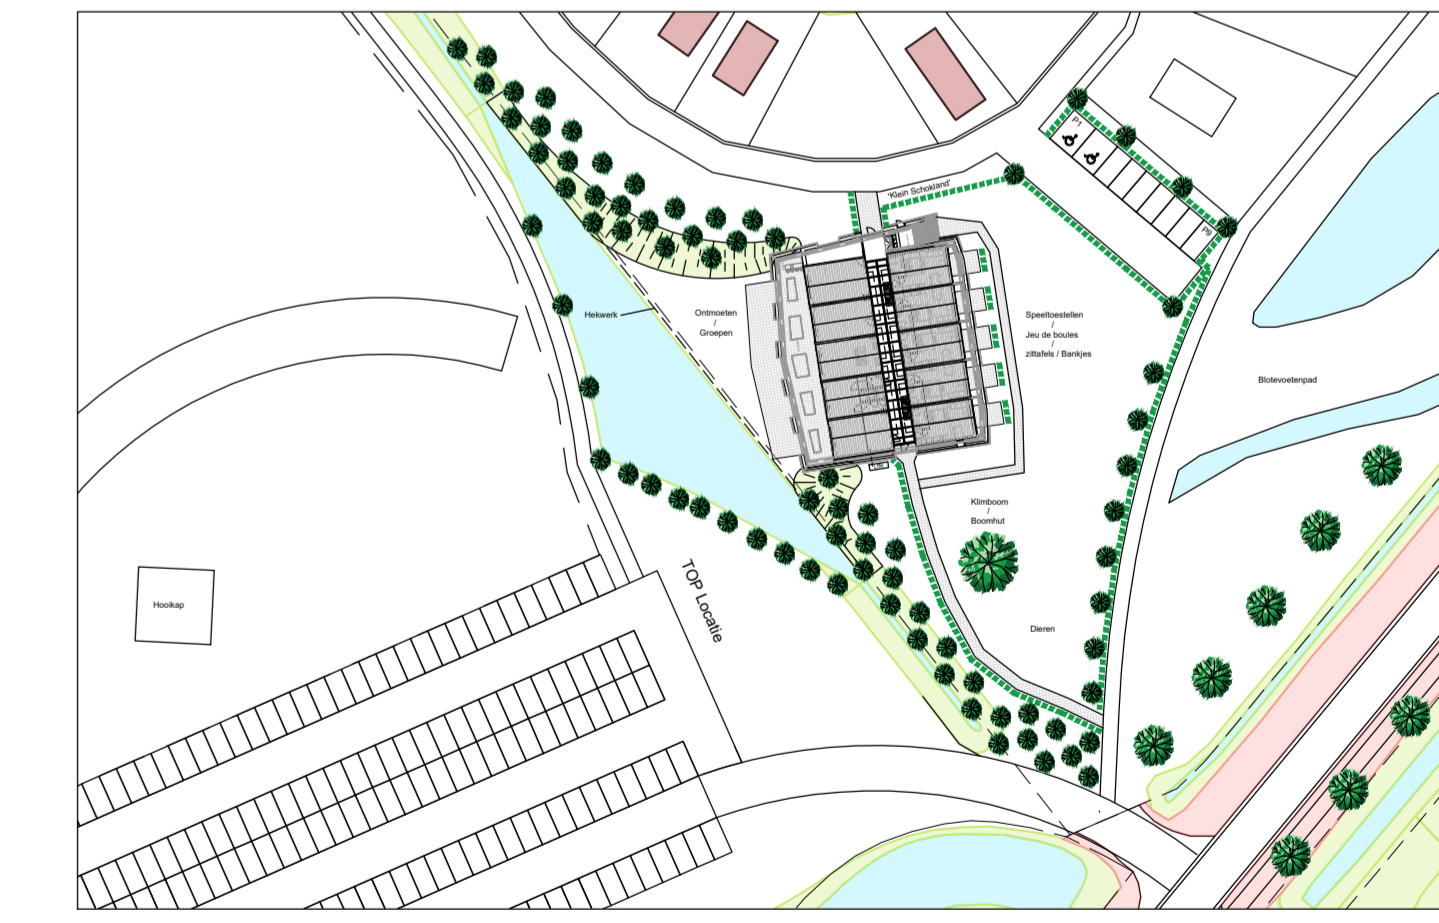 P1
'Klein Schokland'
P9
Hekwerk
Ontmoeten
/
Groepen
Speeltoestellen
/
Jeu de boules
/
zittafels / Bankjes
Blotevoetenpad
Klimboom
/
Boomhut
TOP Locatie
Hooikap
Dieren